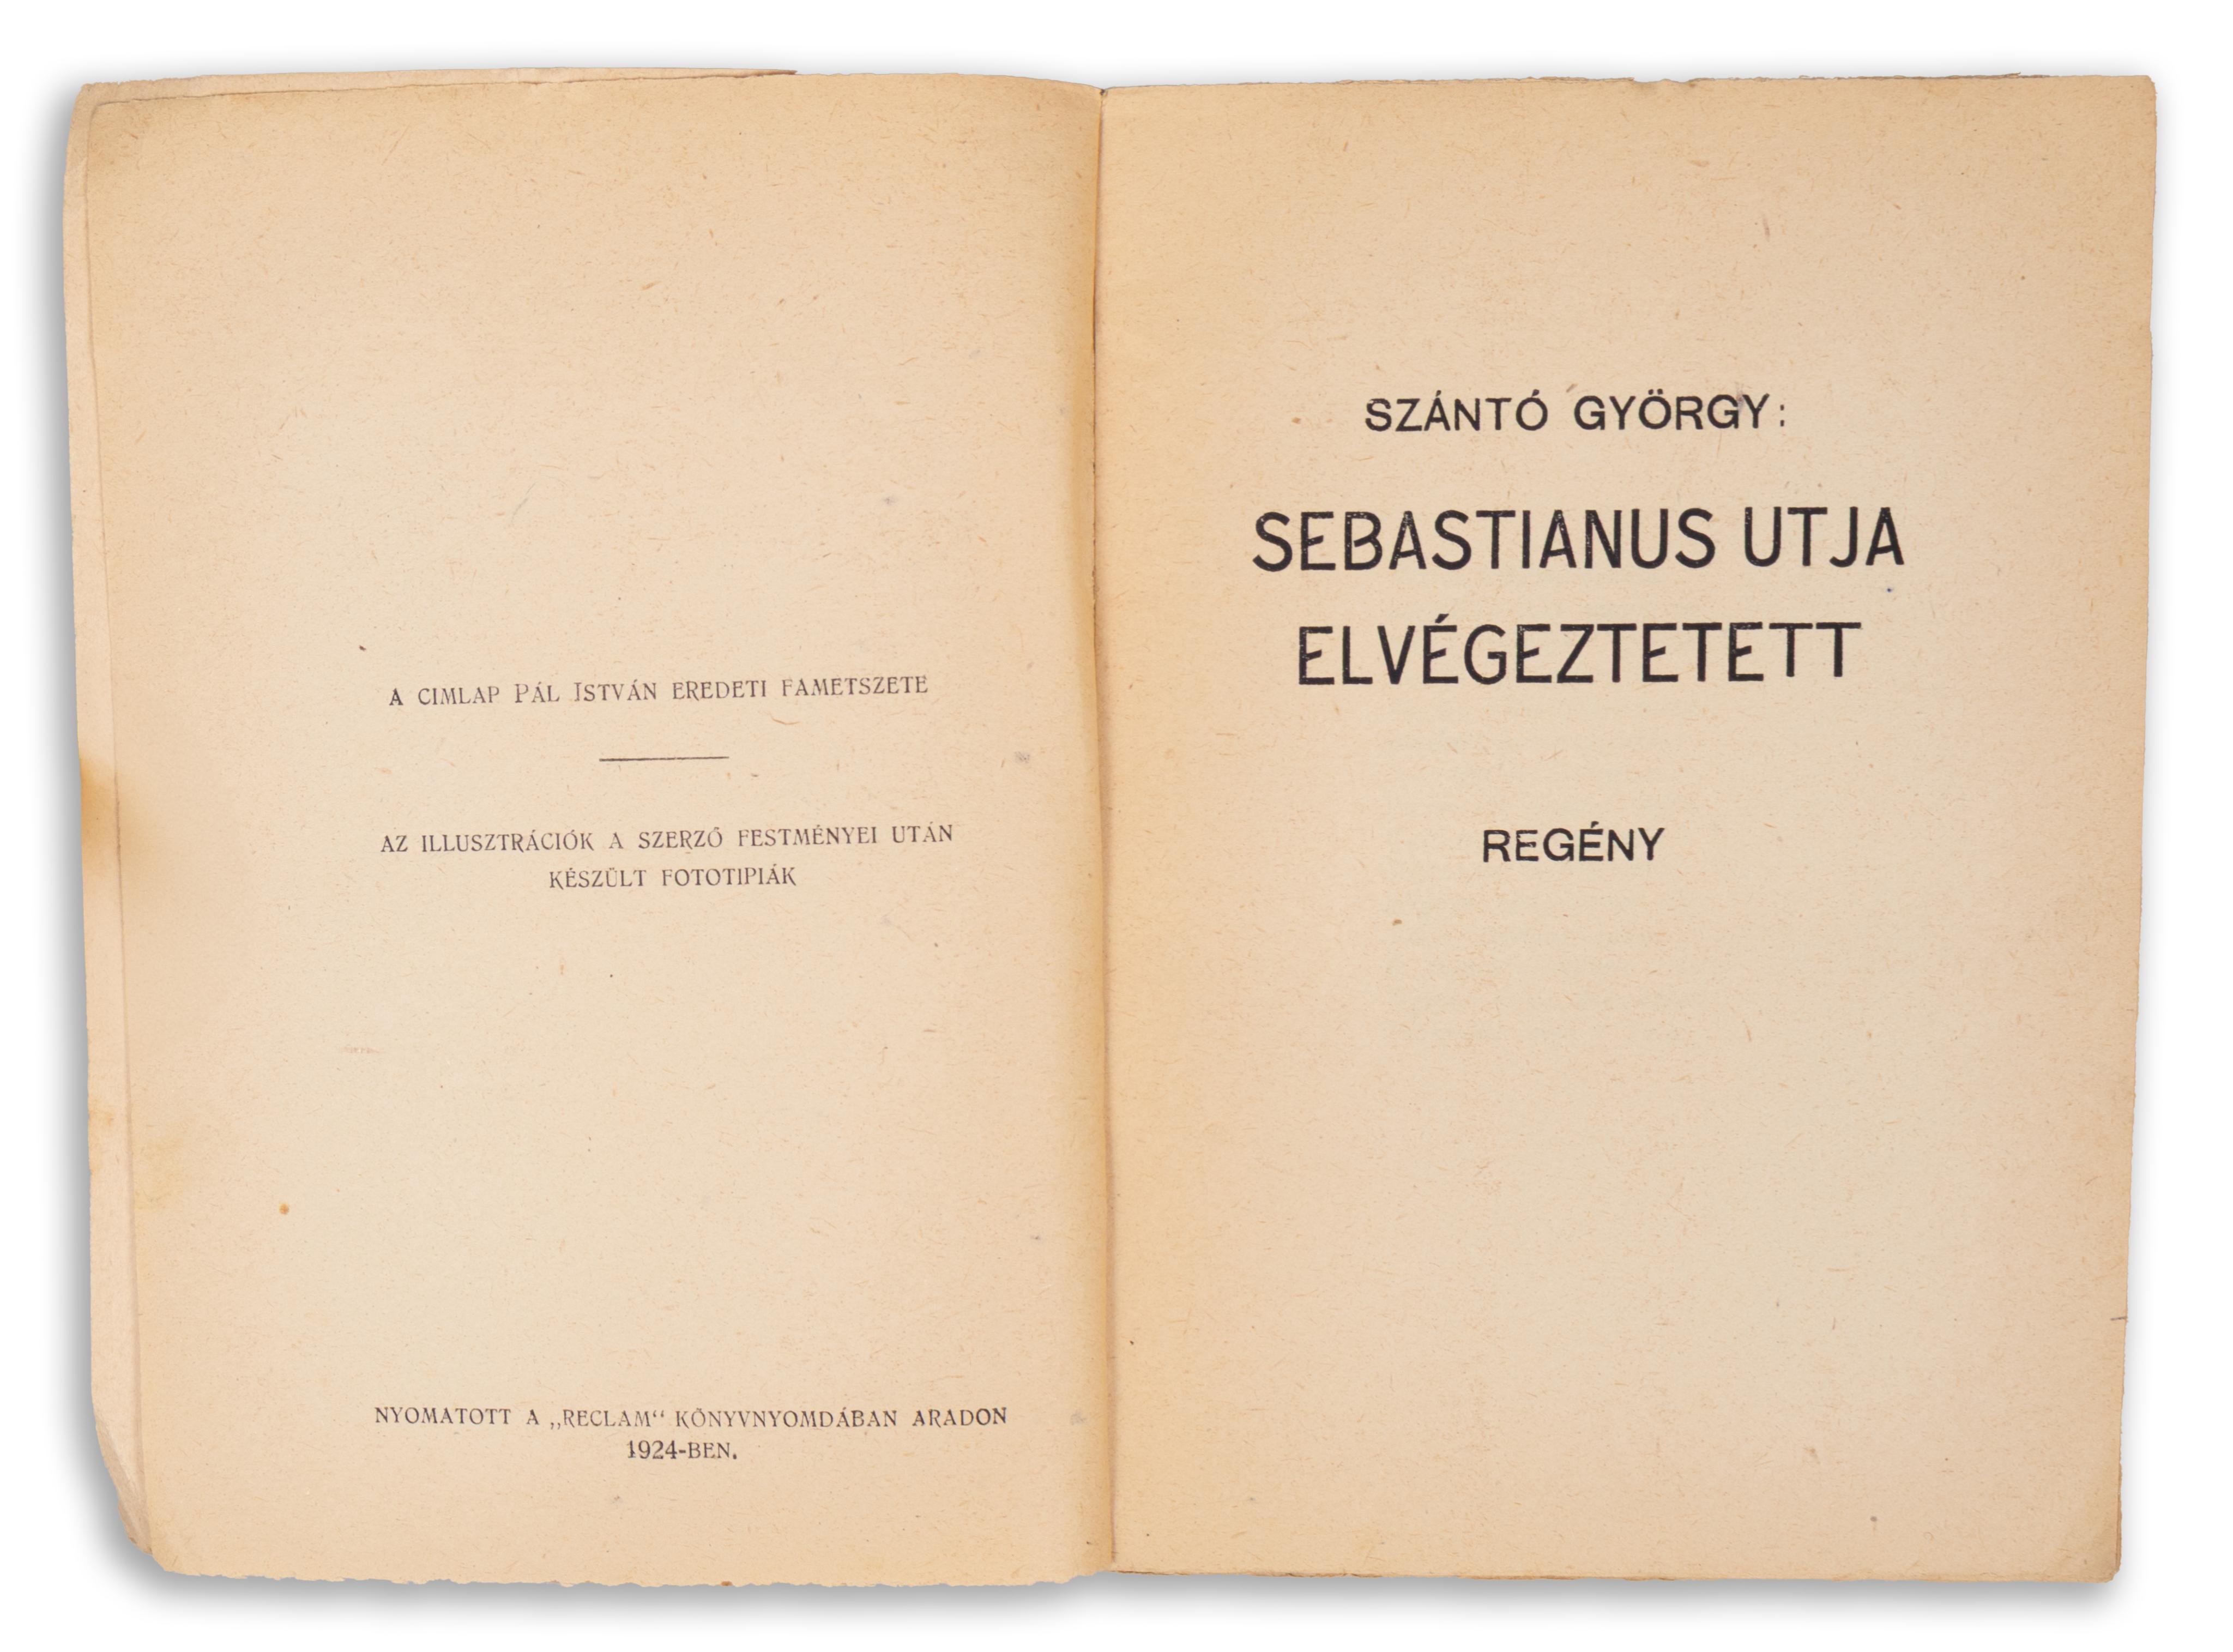 A CIMLAP PÁL ISTVÁN EREDETI FAMETSZETE
AZ ILLUSZTRÁCIÓK A SZERZŐ FESTMÉNYEI UTÁN
KÉSZÜLT FOTOTIPIÁK
NYOMATOTT A „RECLAM“ KÖNYVNYOMDÁBAN ARADON
1924-BEN.
SZÁNTÓ GYÖRGY:
SEBASTIANUS UTJA
ELVÉGEZTETETT
REGÉNY